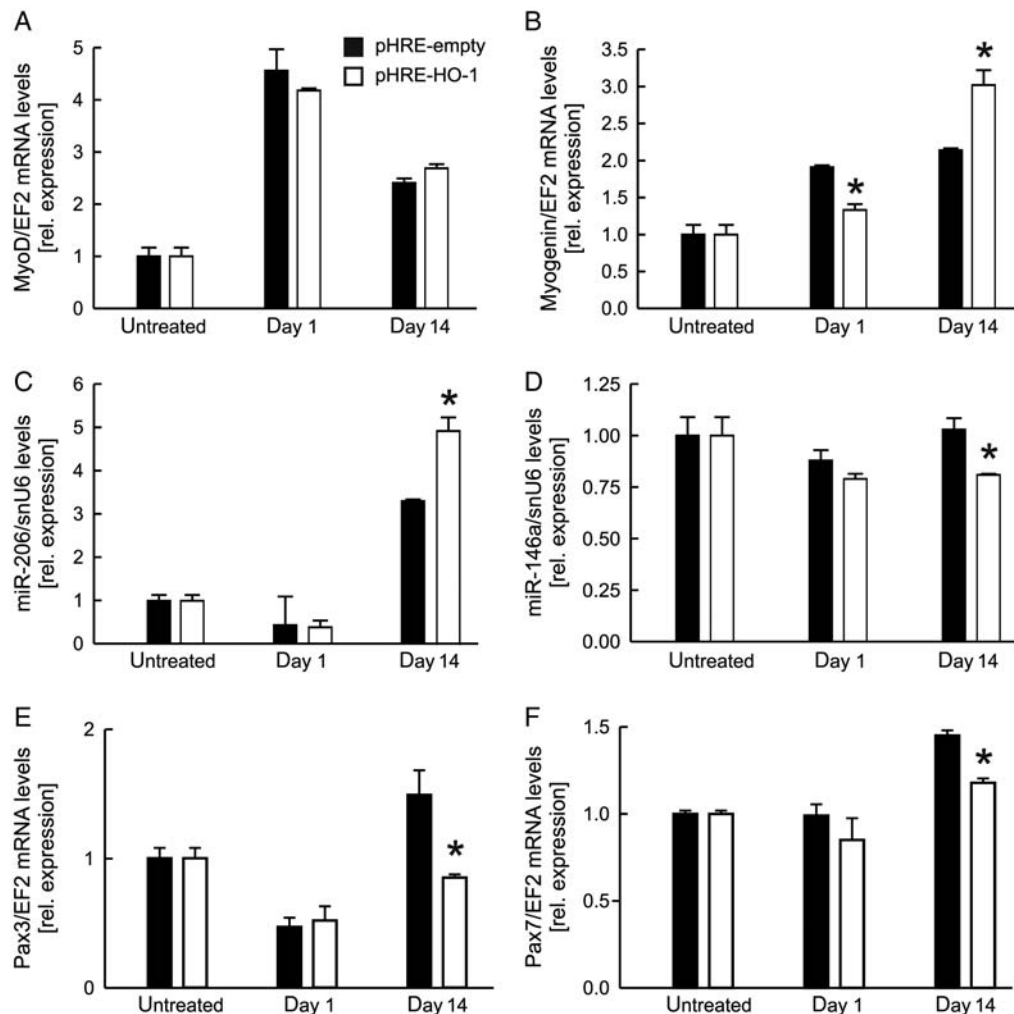 A
MyoD/EF2 mRNA levels
[rel. expression]
5
4
3
2
1
0
pHRE-empty
pHRE-HO-1
Untreated Day 1 Day 14
B
Myogenin/EF2 mRNA levels
[rel. expression]
3.5
3.0
2.5
2.0
1.5
1.0
0.5
0.0
*
*
Untreated Day 1 Day 14
C
miR-206/snU6 levels
[rel. expression]
6
5
4
3
2
1
0
*
Untreated Day 1 Day 14
D
miR-146a/snU6 levels
[rel. expression]
1.25
1.00
0.75
0.50
0.25
0.00
*
Untreated Day 1 Day 14
E
Pax3/EF2 mRNA levels
[rel. expression]
2
1
0
*
Untreated Day 1 Day 14
F
Pax7/EF2 mRNA levels
[rel. expression]
1.5
1.0
0.5
0.0
*
Untreated Day 1 Day 14